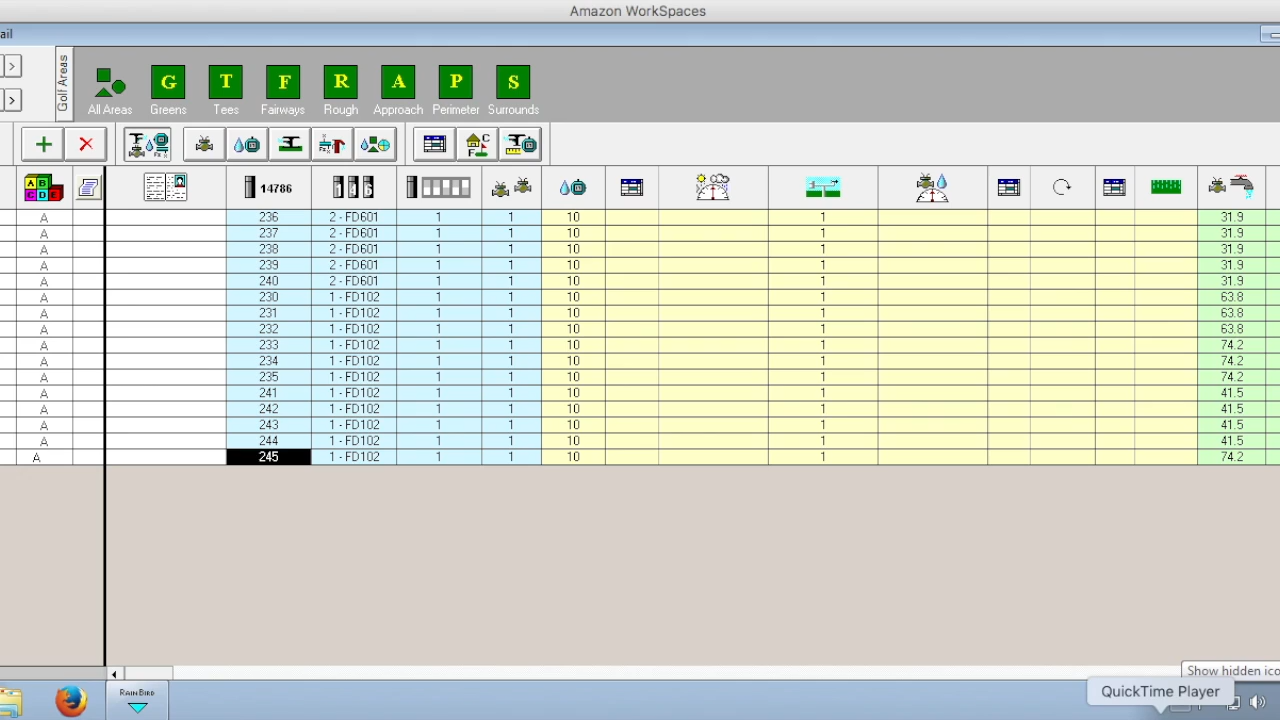 Amazon WorkSpaces
ail
Golf Areas
All Areas
G
Greens
T
Tees
F
Fairways
R
Rough
A
Approach
P
Perimeter
S
Surrounds
14786
A 236 2 - FD601 1 1 10 1 31.9
A 237 2 - FD601 1 1 10 1 31.9
A 238 2 - FD601 1 1 10 1 31.9
A 239 2 - FD601 1 1 10 1 31.9
A 240 2 - FD601 1 1 10 1 31.9
A 230 1 - FD102 1 1 10 1 63.8
A 231 1 - FD102 1 1 10 1 63.8
A 232 1 - FD102 1 1 10 1 63.8
A 233 1 - FD102 1 1 10 1 74.2
A 234 1 - FD102 1 1 10 1 74.2
A 235 1 - FD102 1 1 10 1 74.2
A 241 1 - FD102 1 1 10 1 41.5
A 242 1 - FD102 1 1 10 1 41.5
A 243 1 - FD102 1 1 10 1 41.5
A 244 1 - FD102 1 1 10 1 41.5
A 245 1 - FD102 1 1 10 1 74.2
Show hidden ico
QuickTime Player
RAIN BIRD